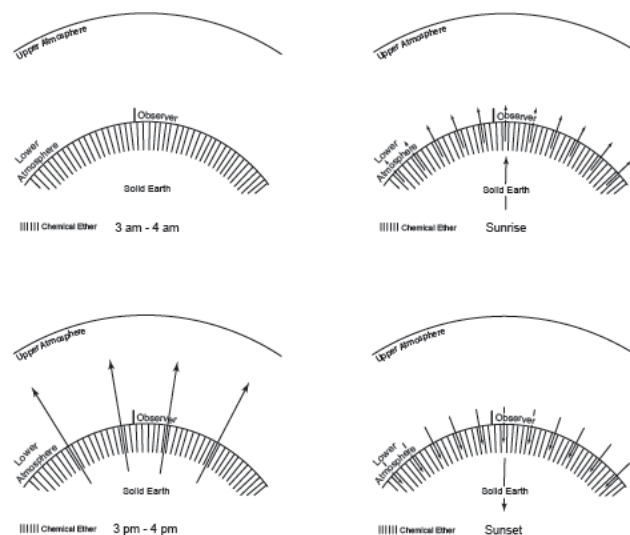 Upper Atmosphere
Observer
Lower
Atmosphere
Solid Earth
Chemical Ether 3 am - 4 am
Upper Atmosphere
Observer
Lower
Atmosphere
Solid Earth
Chemical Ether Sunrise
Upper Atmosphere
Observer
Lower
Atmosphere
Solid Earth
Chemical Ether 3 pm - 4 pm
Upper Atmosphere
Observer
Lower
Atmosphere
Solid Earth
Chemical Ether Sunset